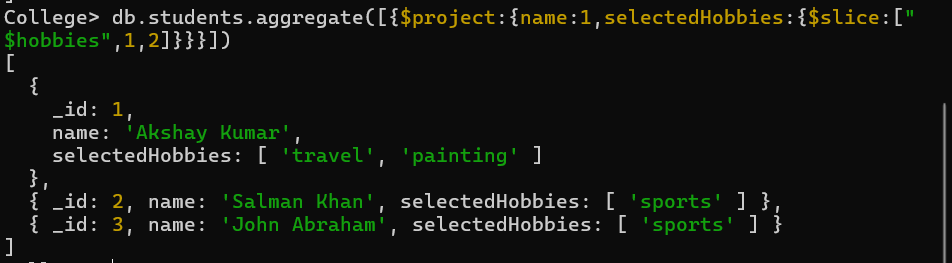 College> db.students.aggregate([{$project:{name:1,selectedHobbies:{$slice:["
$hobbies",1,2]}}}])
[
  {
    _id: 1,
    name: 'Akshay Kumar',
    selectedHobbies: [ 'travel', 'painting' ]
  },
  { _id: 2, name: 'Salman Khan', selectedHobbies: [ 'sports' ] },
  { _id: 3, name: 'John Abraham', selectedHobbies: [ 'sports' ] }
]